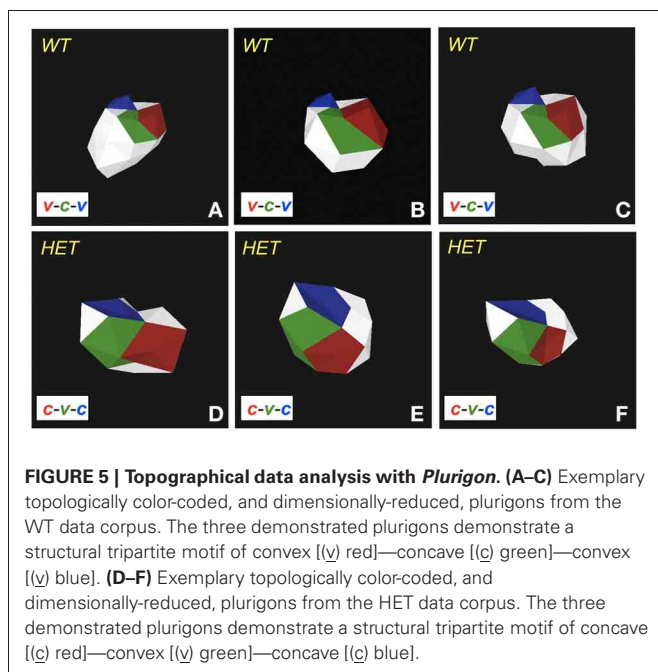 WT
WT
WT
v-c-v
A
v-c-v
B
v-c-v
C
HET
HET
HET
c-v-c
D
c-v-c
E
c-v-c
F
FIGURE 5 | Topographical data analysis with Plurigon. (A–C) Exemplary
topologically color-coded, and dimensionally-reduced, plurigons from the
WT data corpus. The three demonstrated plurigons demonstrate a
structural tripartite motif of convex [(v) red]—concave [(c) green]—convex
[(v) blue]. (D–F) Exemplary topologically color-coded, and
dimensionally-reduced, plurigons from the HET data corpus. The three
demonstrated plurigons demonstrate a structural tripartite motif of concave
[(c) red]—convex [(v) green]—concave [(c) blue].